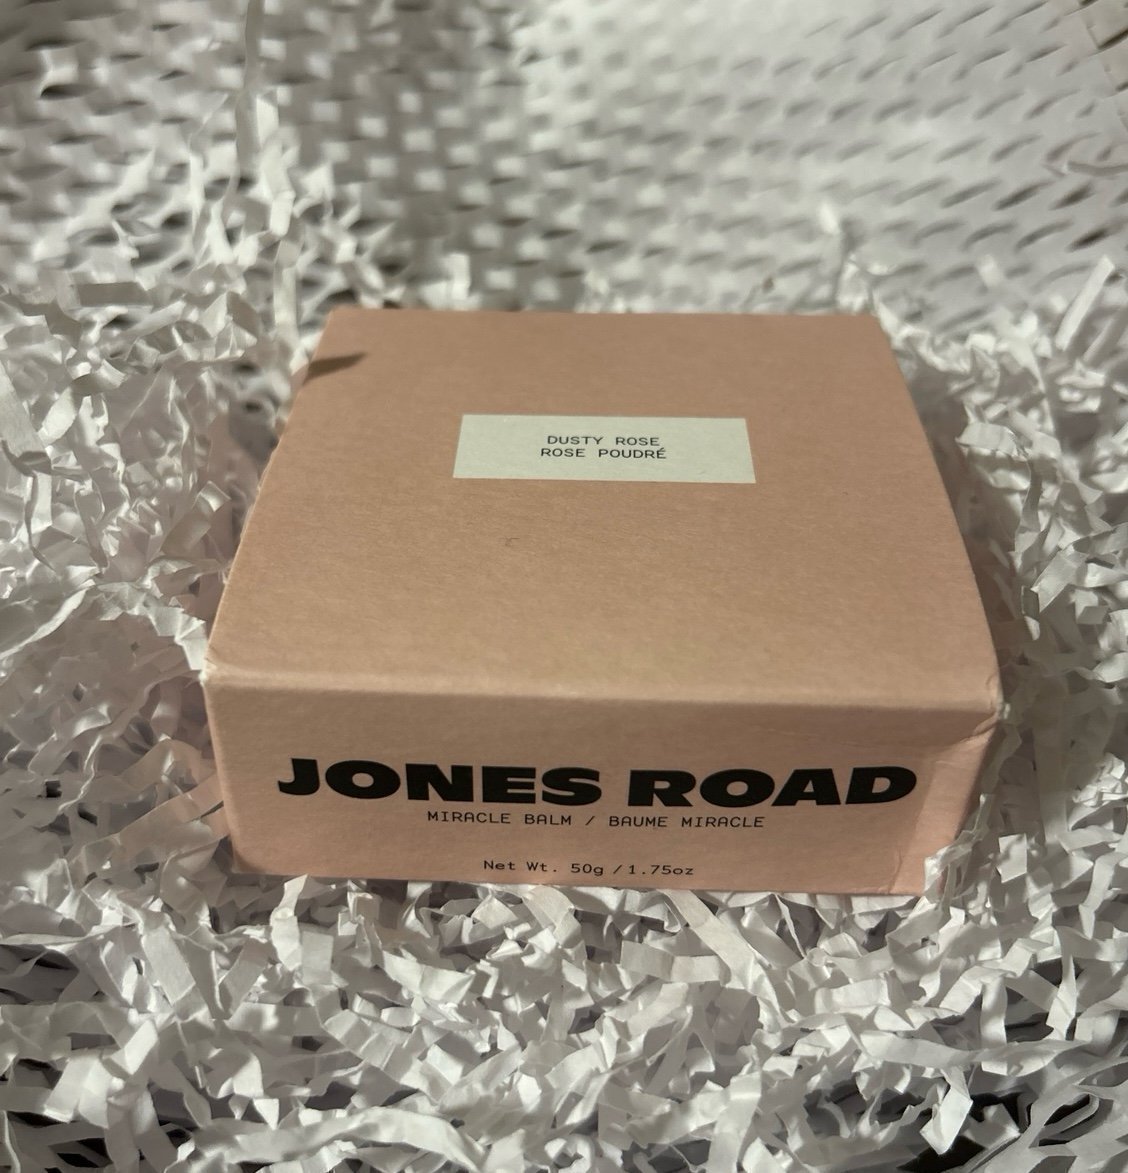 DUSTY ROSE
ROSE POUDRÉ
JONES ROAD
MIRACLE BALM / BAUME MIRACLE
Net Wt. 50g / 1.75oz